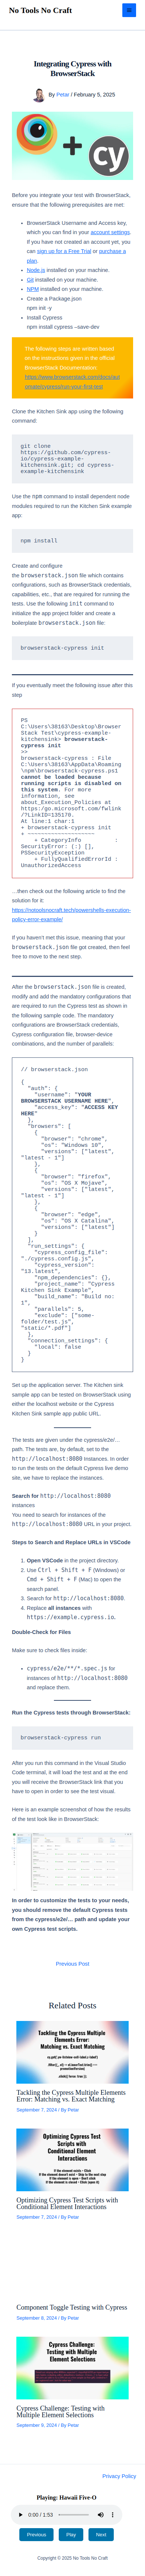 No Tools No Craft
Integrating Cypress with
BrowserStack
By Petar / February 5, 2025
cy
Before you integrate your test with BrowserStack,
ensure that the following prerequisites are met:
BrowserStack Username and Access key,
which you can find in your account settings.
If you have not created an account yet, you
can sign up for a Free Trial or purchase a
plan.
Node.js installed on your machine.
Git installed on your machine.
NPM installed on your machine.
Create a Package.json
npm init -y
Install Cypress
npm install cypress –save-dev
The following steps are written based
on the instructions given in the official
BrowserStack Documentation:
Clone the Kitchen Sink app using the following
command:
git clone
https://github.com/cypress-
io/cypress-example-
kitchensink.git; cd cypress-
example-kitchensink
Use the npm command to install dependent node
modules required to run the Cypress kitchen sink
example app:
npm install
Create and configure
the browserstack.json file which contains
configurations, such as BrowserStack credentials,
capabilities, etc., that are required for running
tests. Use the following init command to
initialize the app project folder and create a
boilerplate browserstack.json file:
browserstack-cypress init
If you eventually meet the following issue after this
step
PS
C:\Users\38163\Desktop\Browser
Stack Test\cypress-example-
kitchensink> browserstack-
cypress init
>>
browserstack-cypress : File
C:\Users\38163\AppData\Roaming
\npm\browserstack-cypress.ps1
cannot be loaded because
running scripts is disabled on
this system. For more
information, see
about_Execution_Policies at
https:/go.microsoft.com/fwlink
/?LinkID=135170.
At line:1 char:1
+ browserstack-cypress init
+ CategoryInfo :
SecurityError: (:) [],
PSSecurityException
+ FullyQualifiedErrorId :
UnauthorizedAccess
…then check out the following article to find the
solution for it:
https://notoolsnocraft.tech/powershells-execution-
policy-error-example/
If you haven't met this issue, meaning that your
browserstack.json file got created, then feel
free to move to the next step.
After the browserstack.json file is created,
modify and add the mandatory configurations that
are required to run the Cypress test as shown in
the following sample code. The mandatory
configurations are BrowserStack credentials,
Cypress configuration file, browser-device
combinations, and the number of parallels:
// browserstack.json
{
"auth": {
"username": "YOUR
BROWSERSTACK USERNAME HERE",
"access_key": "ACCESS KEY
HERE"
},
"browsers": [
{
"browser": "chrome",
"os": "Windows 10",
"versions": ["latest",
"latest - 1"]
},
{
"browser": "firefox",
"os": "OS X Mojave",
"versions": ["latest",
"latest - 1"]
},
{
"browser": "edge",
"os": "OS X Catalina",
"versions": ["latest"]
}
],
"run_settings": {
"cypress_config_file":
"./cypress.config.js",
"cypress_version":
"13.latest",
"npm_dependencies": {},
"project_name": "Cypress
Kitchen Sink Example",
"build_name": "Build no:
1",
"parallels": 5,
"exclude": ["some-
folder/test.js",
"static/*.pdf"]
},
"connection_settings": {
"local": false
}
}
Set up the application server. The Kitchen sink
sample app can be tested on BrowserStack using
either the localhost website or the Cypress
Kitchen Sink sample app public URL.
The tests are given under the cypress/e2e/…
path. The tests are, by default, set to the
http://localhost:8080 instances. In order
to run the tests on the default Cypress live demo
site, we have to replace the instances.
Search for http://localhost:8080
instances
You need to search for instances of the
http://localhost:8080 URL in your project.
Steps to Search and Replace URLs in VSCode
1. Open VSCode in the project directory.
2. Use Ctrl + Shift + F (Windows) or
Cmd + Shift + F (Mac) to open the
search panel.
3. Search for http://localhost:8080.
4. Replace all instances with
https://example.cypress.io.
Double-Check for Files
Make sure to check files inside:
cypress/e2e/**/*.spec.js for
instances of http://localhost:8080
and replace them.
Run the Cypress tests through BrowserStack:
browserstack-cypress run
After you run this command in the Visual Studio
Code terminal, it will load the test and at the end
you will receive the BrowserStack link that you
have to open in order to see the test visual.
Here is an example screenshot of how the results
of the test look like in BrowserStack:
In order to customize the tests to your needs,
you should remove the default Cypress tests
from the cypress/e2e/… path and update your
own Cypress test scripts.
Previous Post
Related Posts
Tackling the Cypress
Multiple Elements Error:
Matching vs. Exact Matching
Tackling the Cypress Multiple Elements
Error: Matching vs. Exact Matching
September 7, 2024 / By Petar
Optimizing Cypress Test
Scripts with
Conditional Element
Interactions
Optimizing Cypress Test Scripts with
Conditional Element Interactions
September 7, 2024 / By Petar
Component Toggle Testing with Cypress
September 8, 2024 / By Petar
Cypress Challenge:
Testing with Multiple
Element Selections
Cypress Challenge: Testing with
Multiple Element Selections
September 9, 2024 / By Petar
Privacy Policy
Playing: Hawaii Five-O
0:00 / 1:53
Previous Play Next
Copyright © 2025 No Tools No Craft